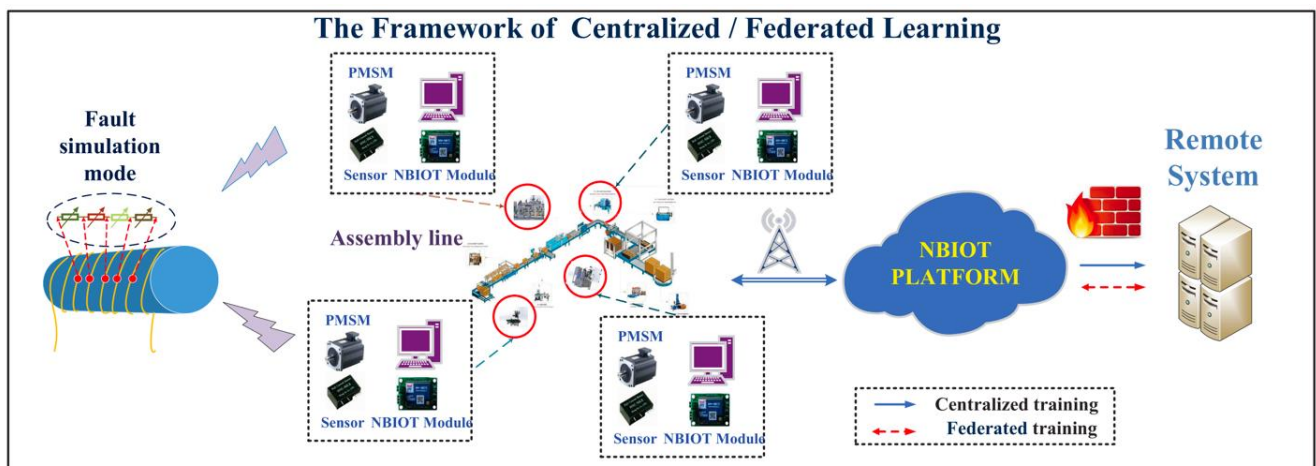 The Framework of Centralized / Federated Learning
Fault
simulation
mode
PMSM
Sensor NBIOT Module
PMSM
Sensor NBIOT Module
Assembly line
PMSM
Sensor NBIOT Module
PMSM
Sensor NBIOT Module
NBIOT
PLATFORM
Remote
System
Centralized training
Federated training